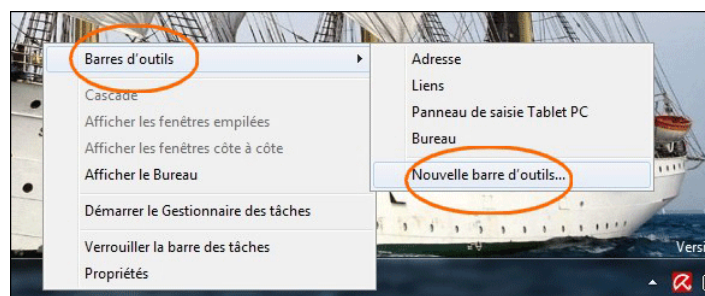 Barres d'outils
Cascade
Afficher les fenêtres empilées
Afficher les fenêtres côte à côte
Afficher le Bureau
Démarrer le Gestionnaire des tâches
Verrouiller la barre des tâches
Propriétés
Adresse
Liens
Panneau de saisie Tablet PC
Bureau
Nouvelle barre d'outils...